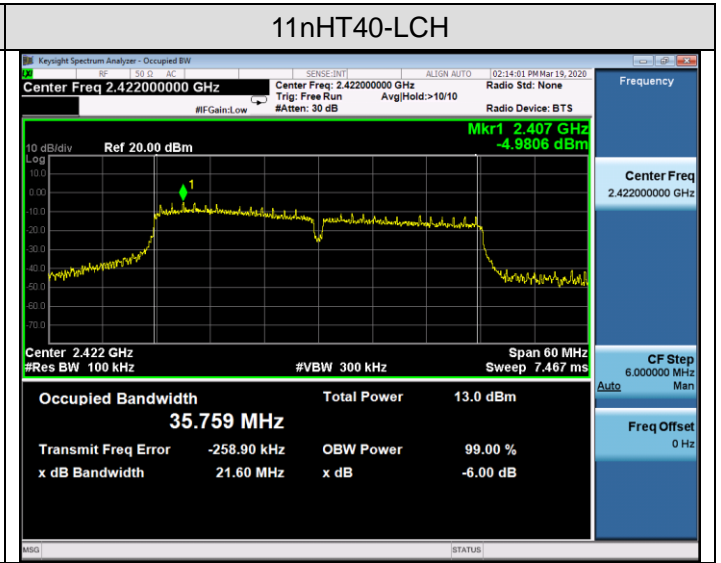 11nHT40-LCH
Keysight Spectrum Analyzer - Occupied BW
RF 50 Ω AC SENSE:INT ALIGN AUTO 02:14:01 PM Mar 19, 2020
Center Freq 2.422000000 GHz
Center Freq: 2.422000000 GHz Radio Std: None
Trig: Free Run Avg|Hold:>10/10
#IFGain:Low #Atten: 30 dB Radio Device: BTS
Mkr1 2.407 GHz
-4.9806 dBm
10 dB/div Ref 20.00 dBm
Log
10.0
1
0.00
-10.0
-20.0
-30.0
-40.0
-50.0
-60.0
-70.0
Center 2.422 GHz Span 60 MHz
#Res BW 100 kHz #VBW 300 kHz Sweep 7.467 ms
Occupied Bandwidth Total Power 13.0 dBm
35.759 MHz
Transmit Freq Error -258.90 kHz OBW Power 99.00 %
x dB Bandwidth 21.60 MHz x dB -6.00 dB
MSG STATUS
Frequency
Center Freq
2.422000000 GHz
CF Step
6.000000 MHz
Auto Man
Freq Offset
0 Hz